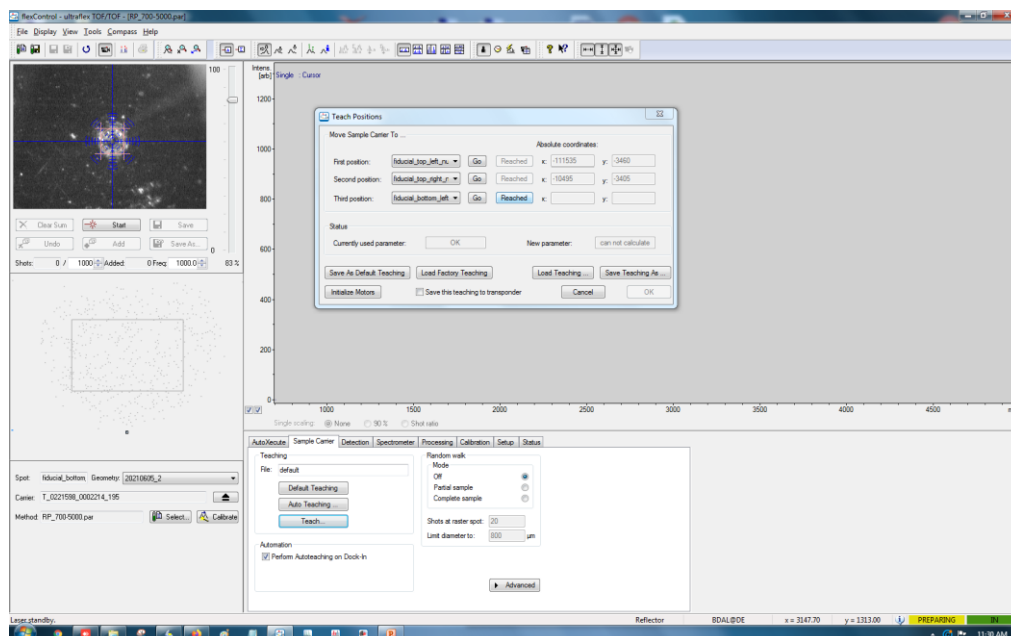 flexControl - ultraflex TOF/TOF - [RP_700-5000.par]
File Display View Tools Compass Help
100
0
Clear Sum Start Save
Undo Add Save As...
Shots: 0 / 1000 Added: 0 Freq: 1000.0 83 %
Intens. [arb] Single : Cursor
1200
1000
800
600
400
200
0
1000 1500 2000 2500 3000 4000 4500
Single scaling: None 90 % Shot ratio
Teach Positions
Move Sample Carrier To ...
Absolute coordinates:
First position: fiducial_top_left_nu. Go Reached x: -111535 y: -3460
Second position: fiducial_top_right_n Go Reached x: -10495 y: -3405
Third position: fiducial_bottom_left Go Reached x: y:
Status
Currently used parameter: OK New parameter: can not calculate
Save As Default Teaching Load Factory Teaching Load Teaching ... Save Teaching As ...
Initialize Motors Save this teaching to transponder Cancel OK
Spot: fiducial_bottom Geometry: 20210605_2
Carrier: T_0221598_0002214_195
Method: RP_700-5000.par Select... Calibrate
AutoXecute Sample Carrier Detection Spectrometer Processing Calibration Setup Status
Teaching
File: default
Default Teaching
Auto Teaching ...
Teach...
Automation
Perform Autoteaching on Dock-In
Random walk
Mode
Off
Partial sample
Complete sample
Shots at raster spot: 20
Limit diameter to: 800 µm
Advanced
Laser standby. Reflector BDAL@DE x = 3147.70 y = 1313.00 PREPARING IN
11:30 AM